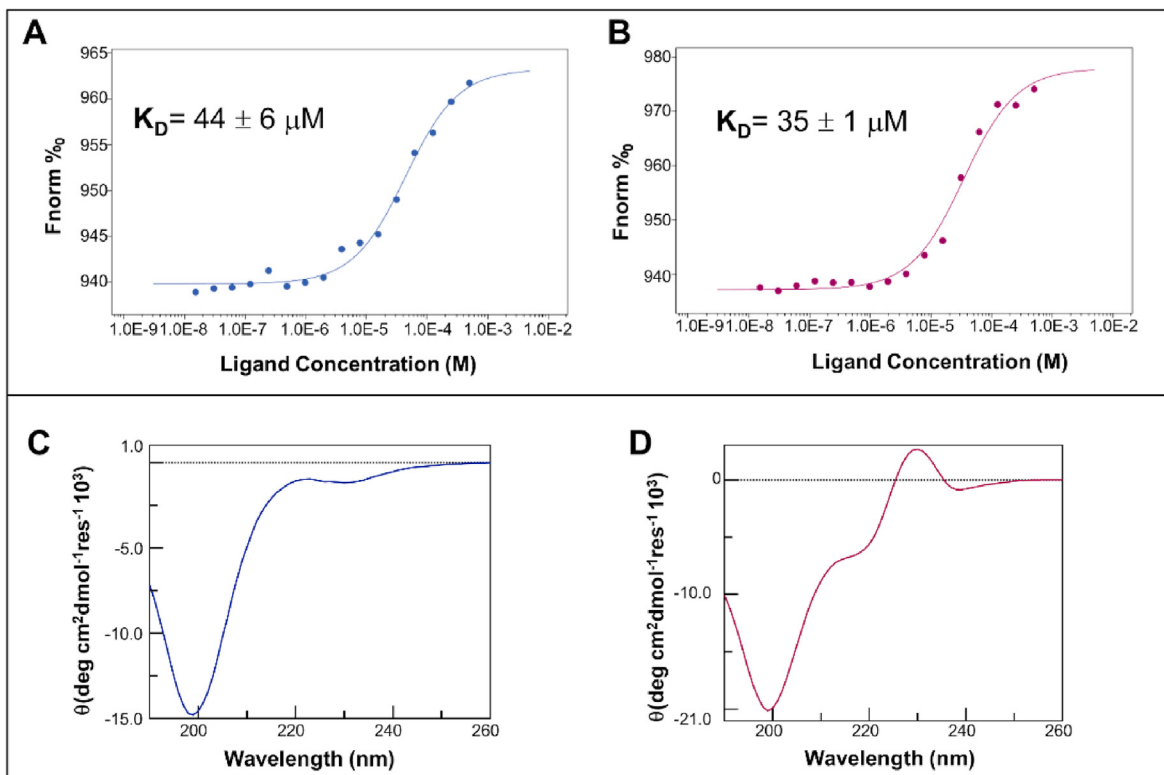 A
965
960
955
950
945
940
Fnorm ‰
K_D= 44 ± 6 μM
1.0E-91.0E-8 1.0E-7 1.0E-6 1.0E-5 1.0E-4 1.0E-3 1.0E-2
Ligand Concentration (M)
B
980
970
960
950
940
Fnorm ‰
K_D= 35 ± 1 μM
1.0E-91.0E-8 1.0E-7 1.0E-6 1.0E-5 1.0E-4 1.0E-3 1.0E-2
Ligand Concentration (M)
C
1.0
-5.0
-10.0
-15.0
θ(deg cm²dmol⁻¹res⁻¹ 10³)
200 220 240 260
Wavelength (nm)
D
0
-10.0
-21.0
θ(deg cm²dmol⁻¹res⁻¹ 10³)
200 220 240 260
Wavelength (nm)